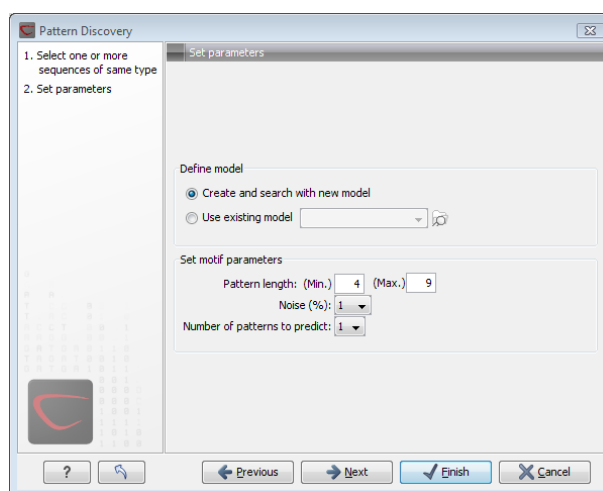 Pattern Discovery
1. Select one or more
sequences of same type
2. Set parameters
Set parameters
Define model
Create and search with new model
Use existing model
Set motif parameters
Pattern length: (Min.) 4 (Max.) 9
Noise (%): 1
Number of patterns to predict: 1
? Previous Next Finish Cancel